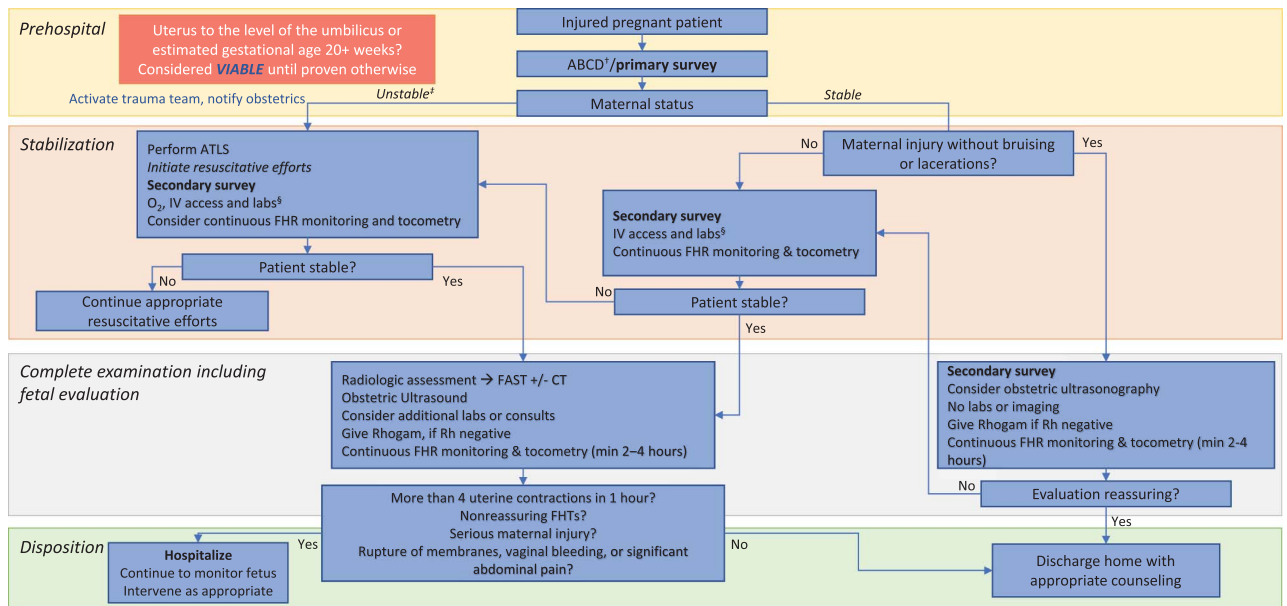 Prehospital
Uterus to the level of the umbilicus or
estimated gestational age 20+ weeks?
Considered VIABLE until proven otherwise
Injured pregnant patient
ABCD†/primary survey
Activate trauma team, notify obstetrics
Unstable‡
Maternal status
Stable
Stabilization
Perform ATLS
Initiate resuscitative efforts
Secondary survey
O₂, IV access and labs§
Consider continuous FHR monitoring and tocometry
No
Maternal injury without bruising
or lacerations?
Yes
Secondary survey
IV access and labs§
Continuous FHR monitoring & tocometry
Patient stable?
No
Yes
Continue appropriate
resuscitative efforts
No
Patient stable?
Yes
Complete examination including
fetal evaluation
Radiologic assessment → FAST +/- CT
Obstetric Ultrasound
Consider additional labs or consults
Give Rhogam, if Rh negative
Continuous FHR monitoring & tocometry (min 2–4 hours)
Secondary survey
Consider obstetric ultrasonography
No labs or imaging
Give Rhogam if Rh negative
Continuous FHR monitoring & tocometry (min 2-4
hours)
No
Evaluation reassuring?
Yes
More than 4 uterine contractions in 1 hour?
Nonreassuring FHTs?
Serious maternal injury?
Rupture of membranes, vaginal bleeding, or significant
abdominal pain?
Yes
No
Disposition
Hospitalize
Continue to monitor fetus
Intervene as appropriate
Discharge home with
appropriate counseling